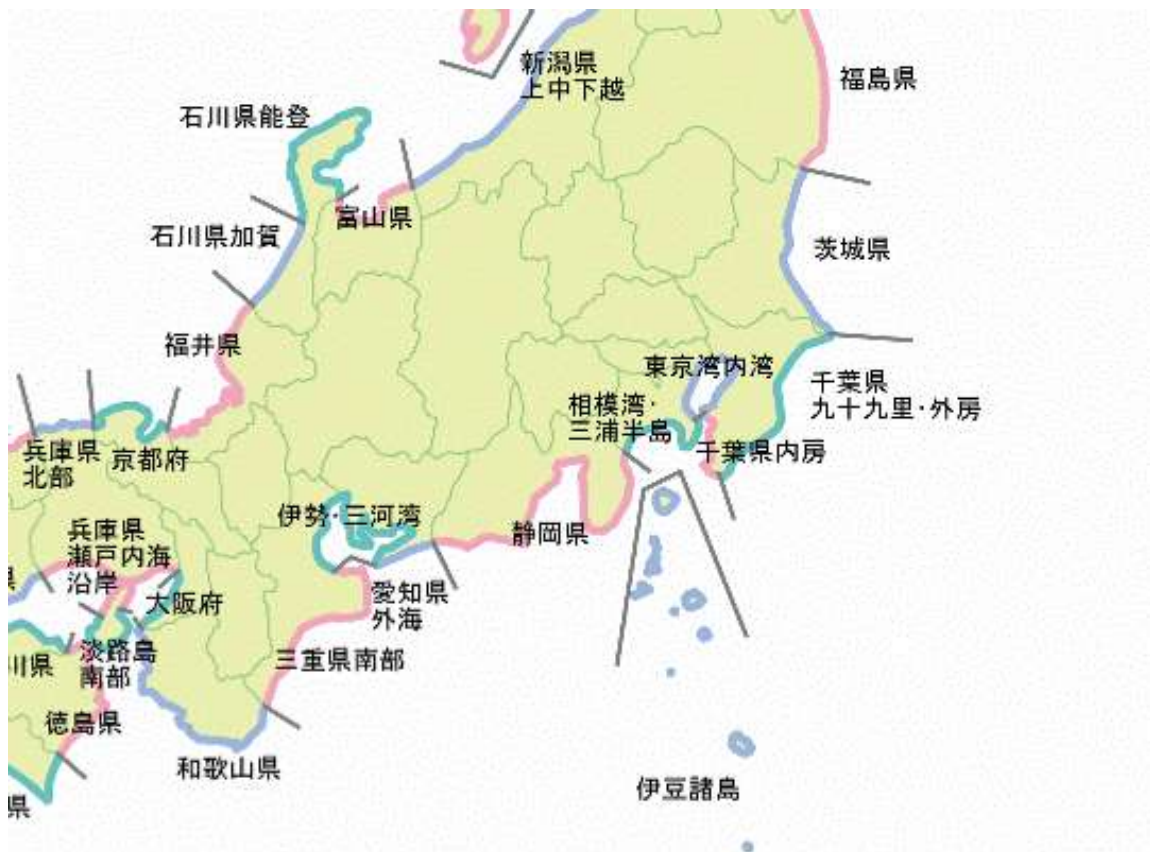 新潟県
上中下越
福島県
石川県能登
富山県
石川県加賀
茨城県
福井県
東京湾内湾
千葉県
九十九里・外房
相模湾・
三浦半島
千葉県内房
兵庫県
北部
京都府
伊勢・三河湾
静岡県
兵庫県
瀬戸内海
沿岸
大阪府
愛知県
外海
淡路島
南部
三重県南部
川県
徳島県
和歌山県
伊豆諸島
県